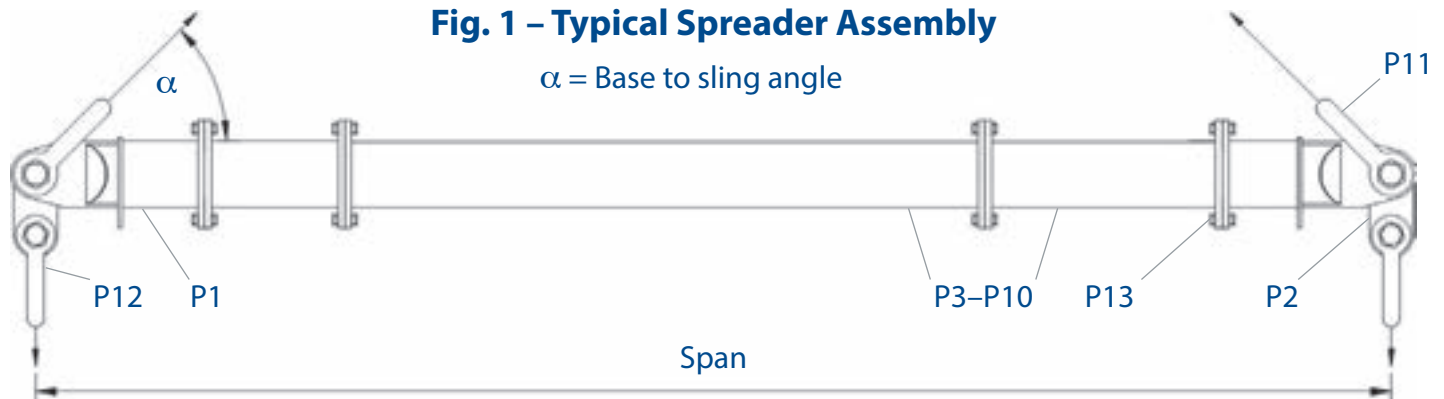 Fig. 1 – Typical Spreader Assembly
α = Base to sling angle
α
P11
P12
P1
P3–P10
P13
P2
Span